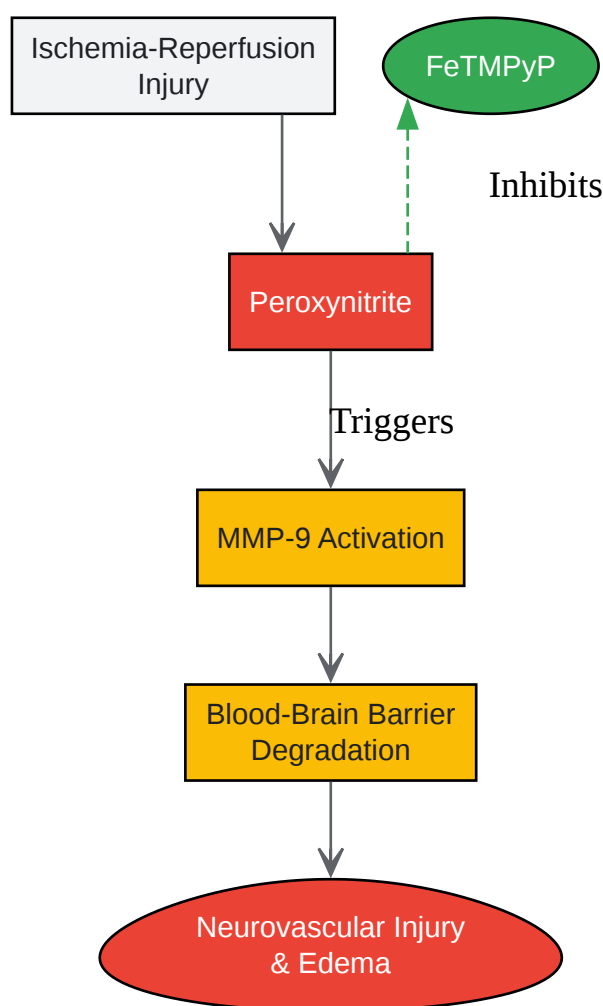 Ischemia-Reperfusion
Injury
FeTMPyP
Inhibits
Peroxynitrite
Triggers
MMP-9 Activation
Blood-Brain Barrier
Degradation
Neurovascular Injury
& Edema